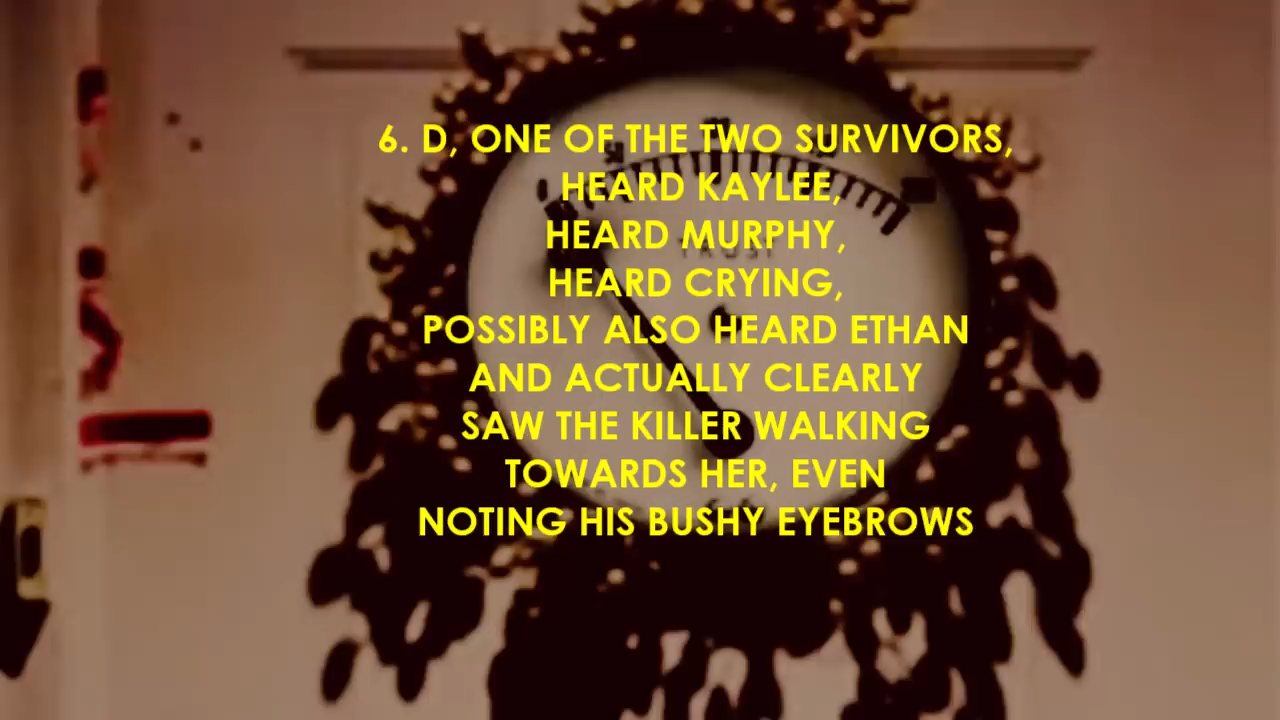 6. D, ONE OF THE TWO SURVIVORS,
HEARD KAYLEE,
HEARD MURPHY,
HEARD CRYING,
POSSIBLY ALSO HEARD ETHAN
AND ACTUALLY CLEARLY
SAW THE KILLER WALKING
TOWARDS HER, EVEN
NOTING HIS BUSHY EYEBROWS